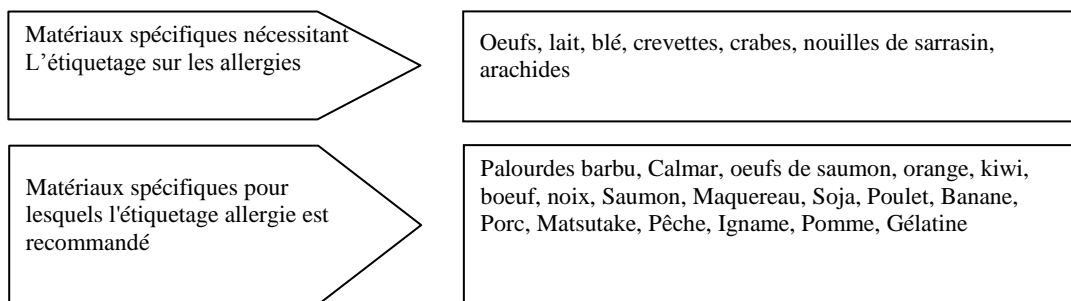 Matériaux spécifiques nécessitant
L’étiquetage sur les allergies
Oeufs, lait, blé, crevettes, crabes, nouilles de sarrasin,
arachides
Matériaux spécifiques pour
lesquels l'étiquetage allergie est
recommandé
Palourdes barbu, Calmar, oeufs de saumon, orange, kiwi,
boeuf, noix, Saumon, Maquereau, Soja, Poulet, Banane,
Porc, Matsutake, Pêche, Igname, Pomme, Gélatine